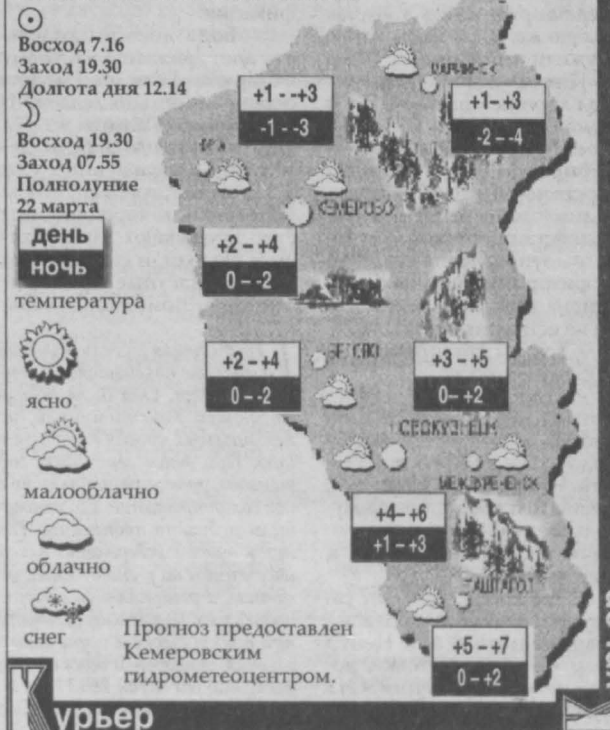 Восход 7.16
Заход 19.30
Долгота дня 12.14
Восход 19.30
Заход 07.55
Полнолуние
22 марта
день
ночь
температура
ясно
малооблачно
облачно
снег
+1 - -+3
-1 - -3
+1– +3
-2 – -4
КЕМЕРОВО
+2 – +4
0 – -2
+2 – +4
0 – -2
+3 – +5
0– +2
+4– +6
+1 – +3
ТАШТАГОЛ
+5 – +7
0 – +2
Прогноз предоставлен
Кемеровским
гидрометеоцентром.
Курьер